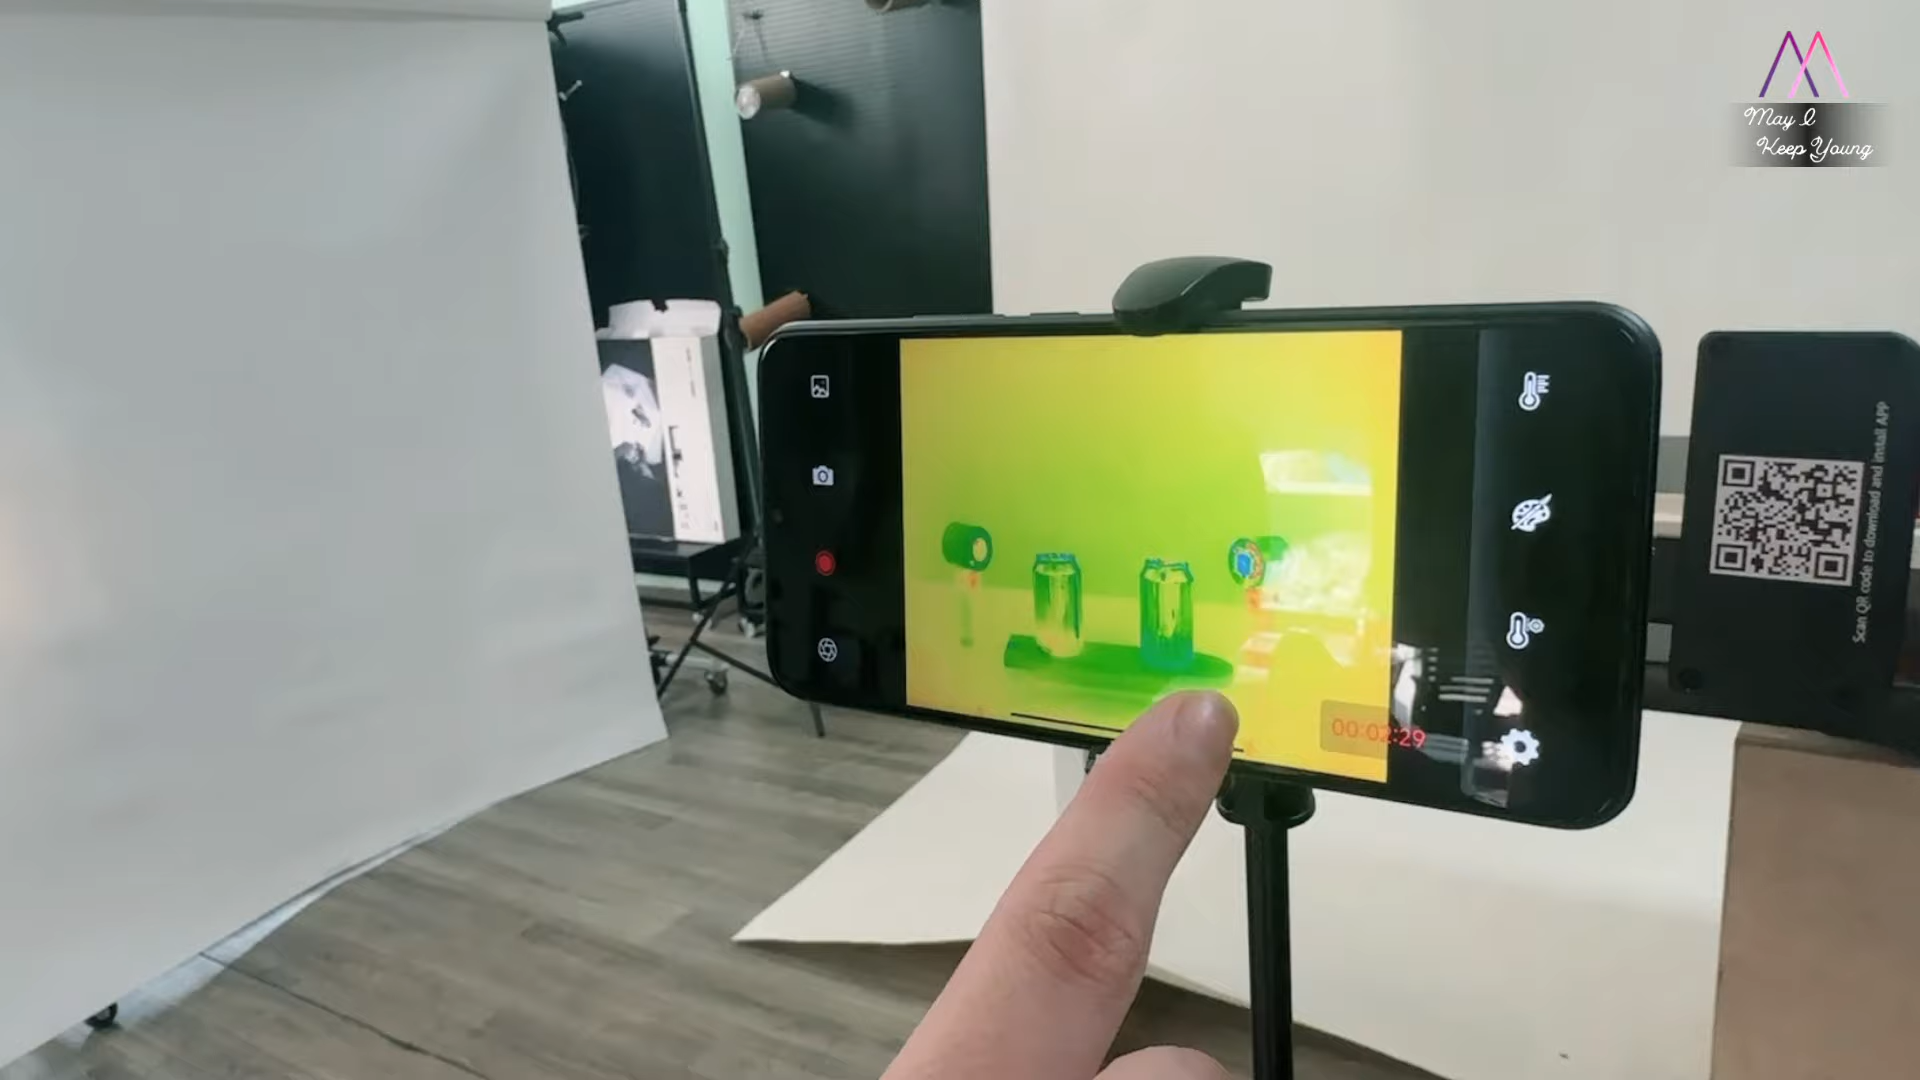 May I
Keep Young
00:02:29
Scan QR code to download and install APP